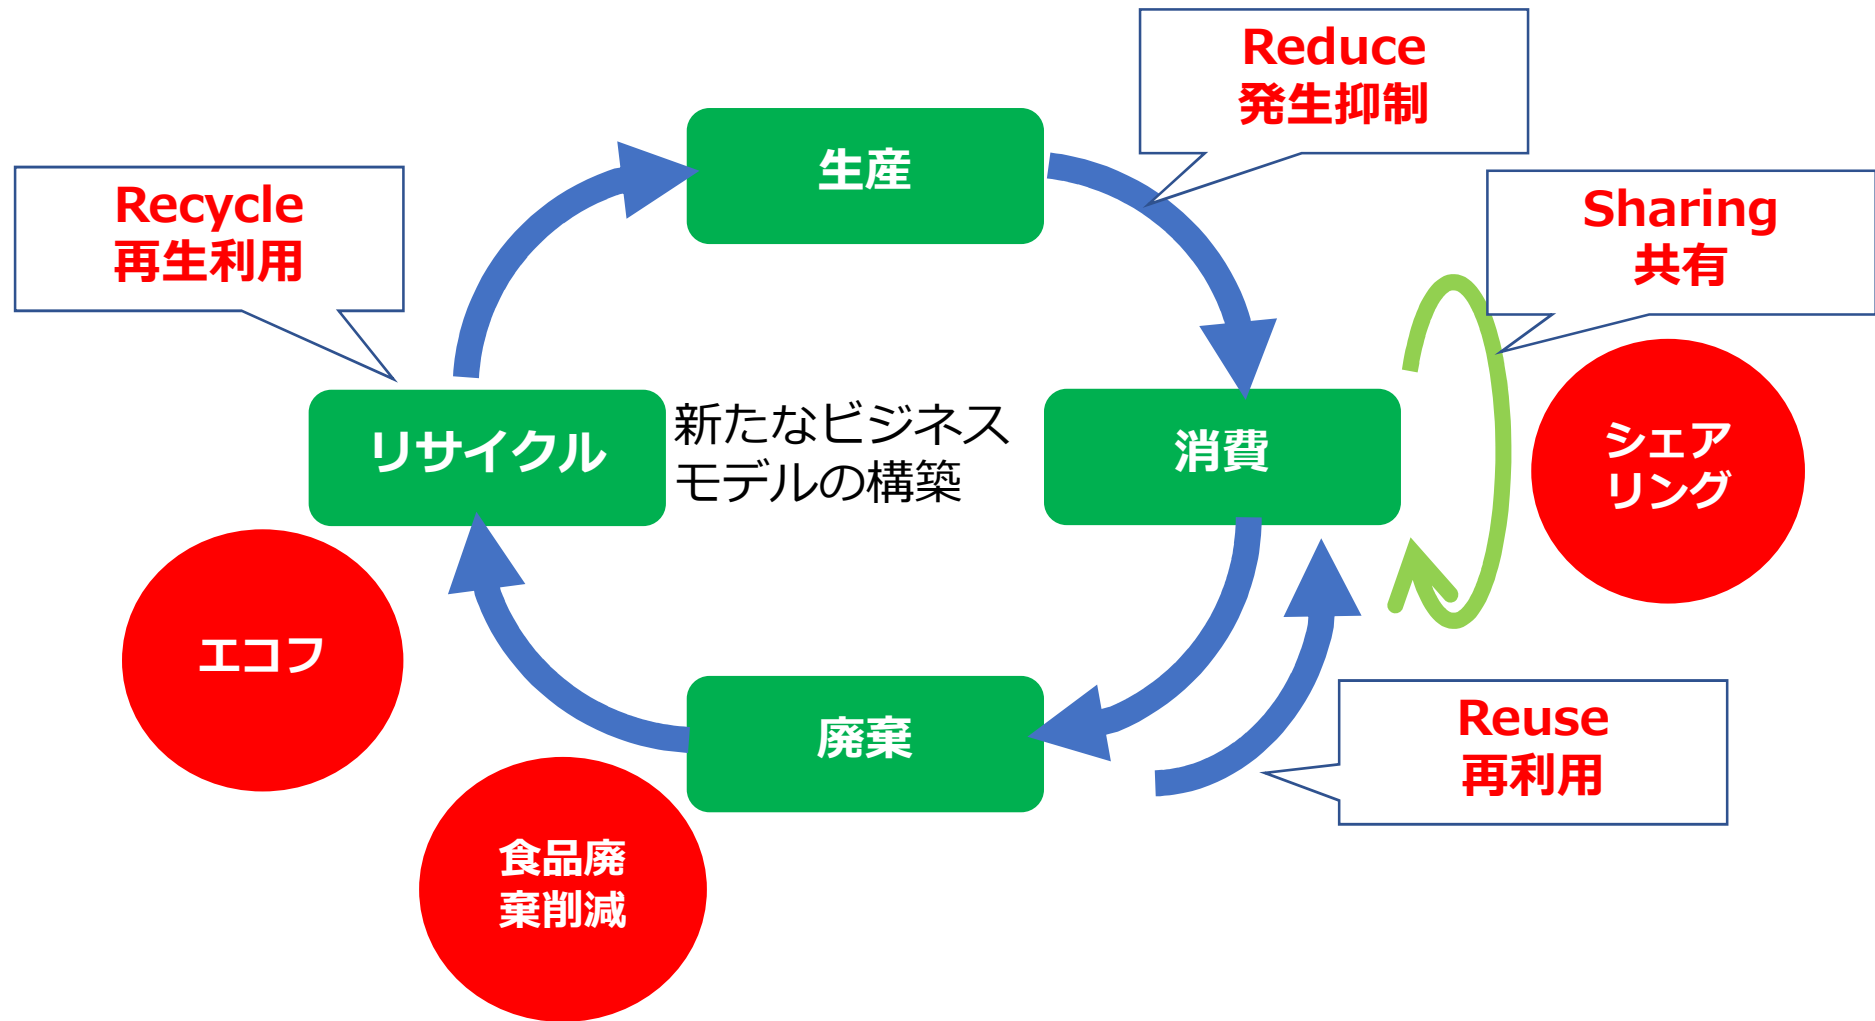 Reduce
発生抑制
生産
Recycle
再生利用
Sharing
共有
リサイクル
新たなビジネス
モデルの構築
消費
シェア
リング
エコフ
廃棄
Reuse
再利用
食品廃
棄削減